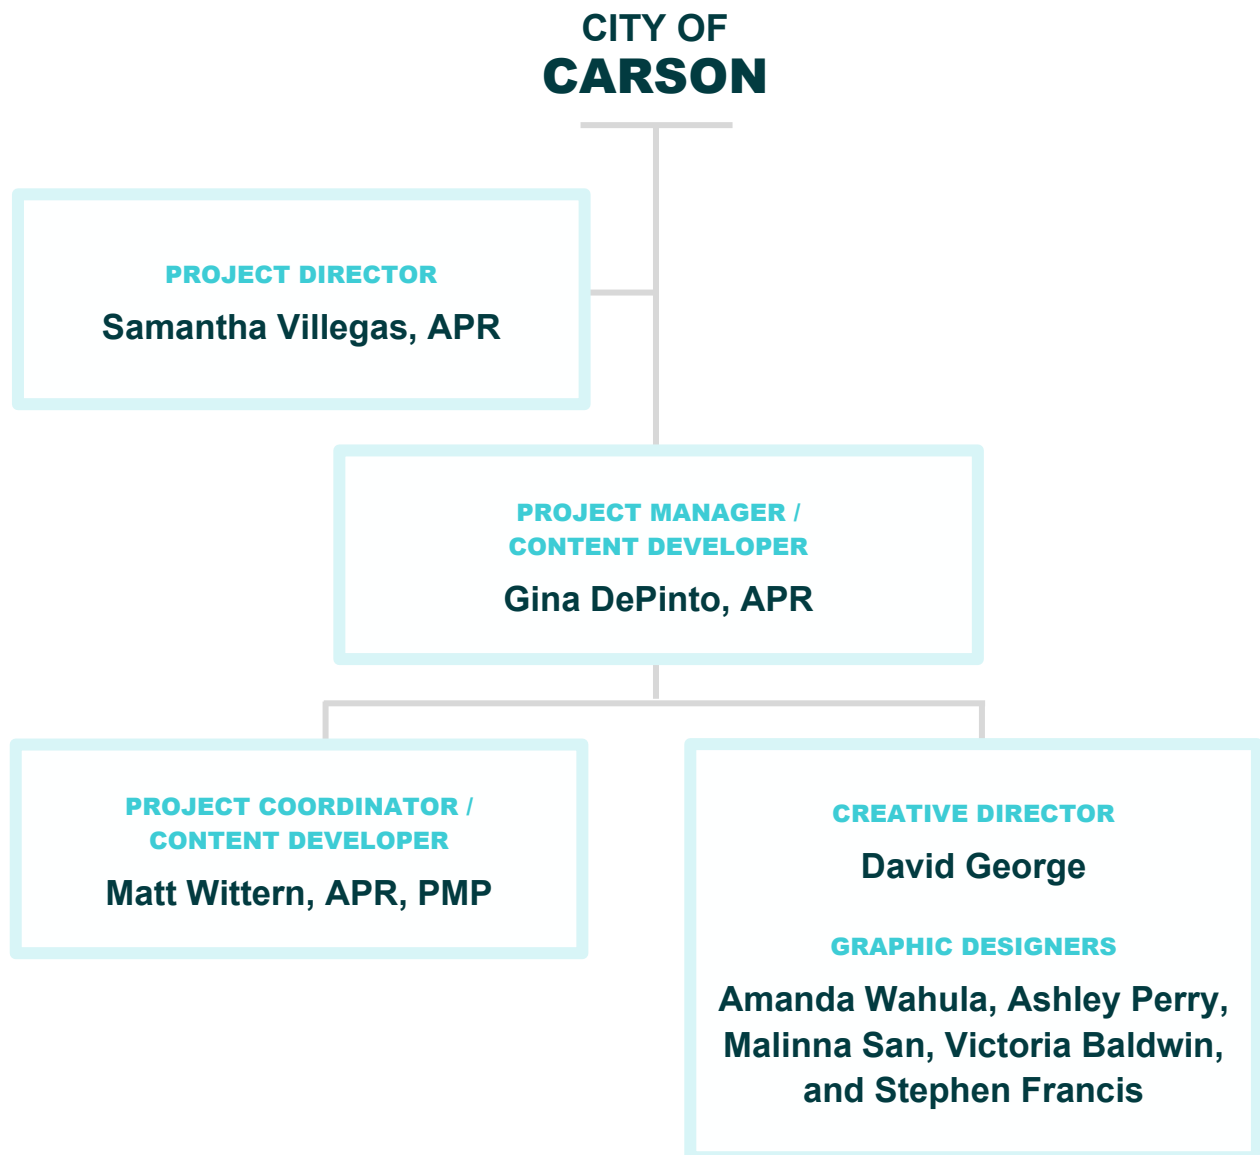 CITY OF
CARSON
PROJECT DIRECTOR
Samantha Villegas, APR
PROJECT MANAGER /
CONTENT DEVELOPER
Gina DePinto, APR
PROJECT COORDINATOR /
CONTENT DEVELOPER
Matt Wittern, APR, PMP
CREATIVE DIRECTOR
David George
GRAPHIC DESIGNERS
Amanda Wahula, Ashley Perry,
Malinna San, Victoria Baldwin,
and Stephen Francis